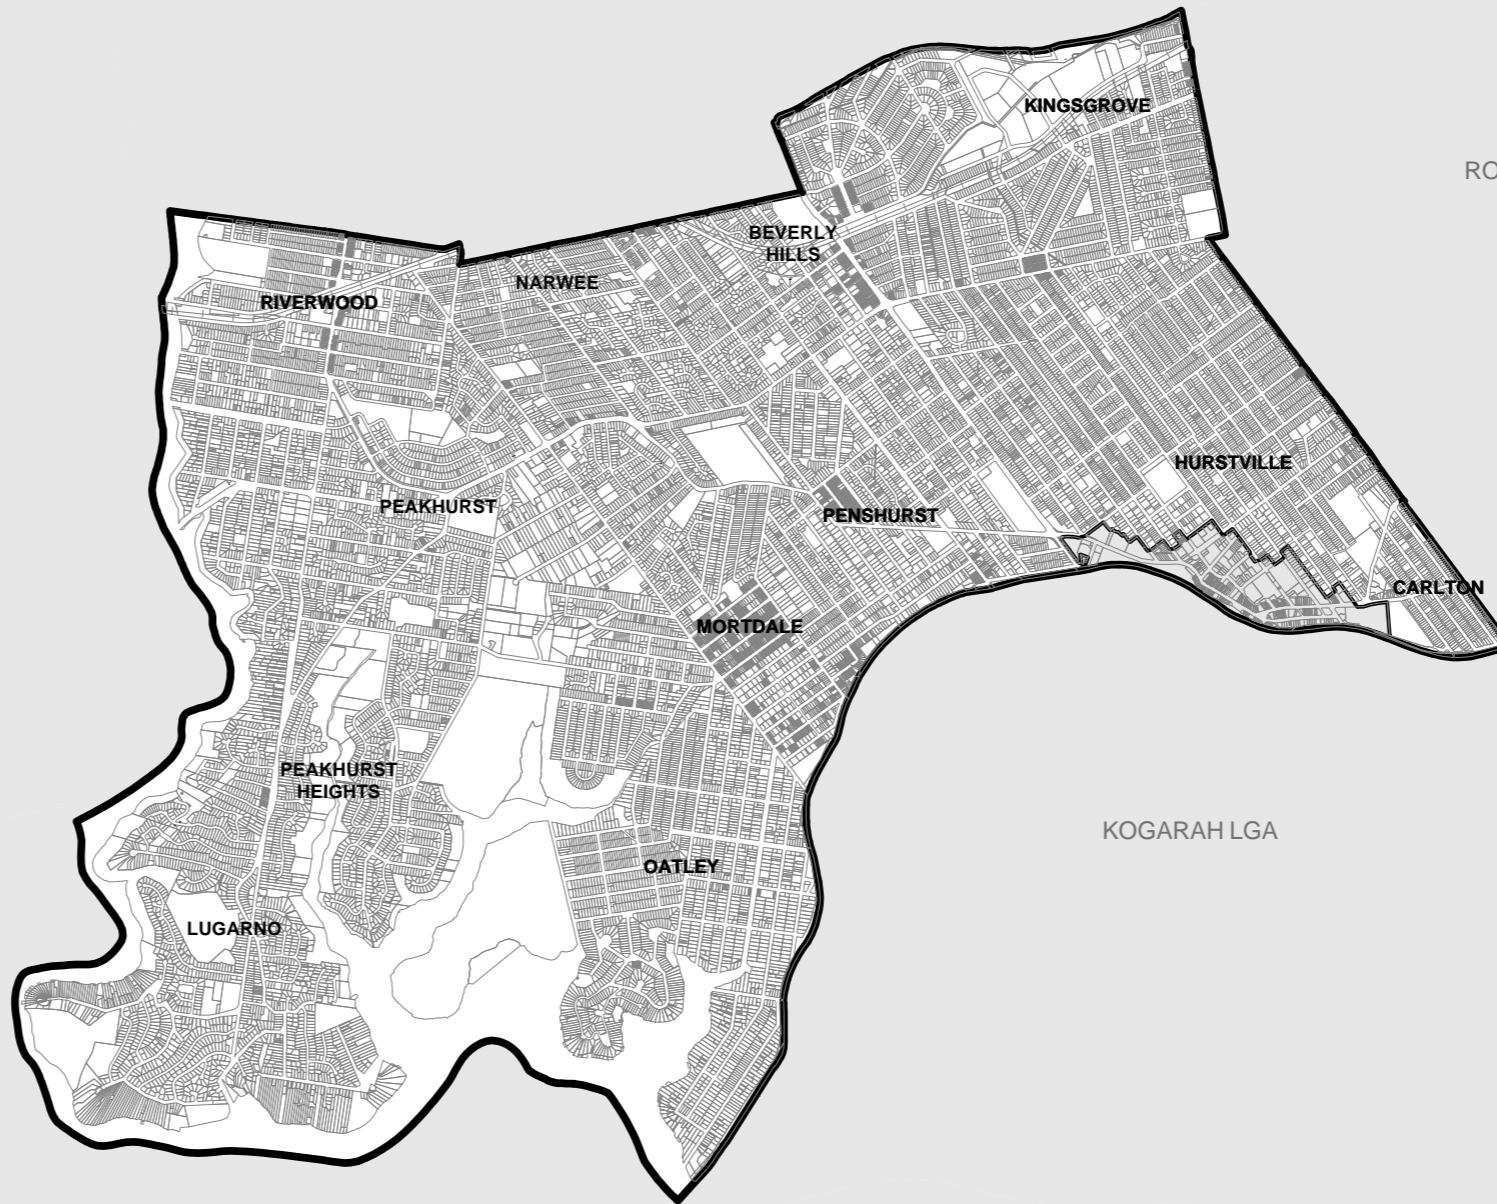 KINGSGROVE
RO
BEVERLY
HILLS
NARWEE
RIVERWOOD
HURSTVILLE
PEAKHURST
PENSHURST
CARLTON
MORTDALE
PEAKHURST
HEIGHTS
KOGARAH LGA
OATLEY
LUGARNO